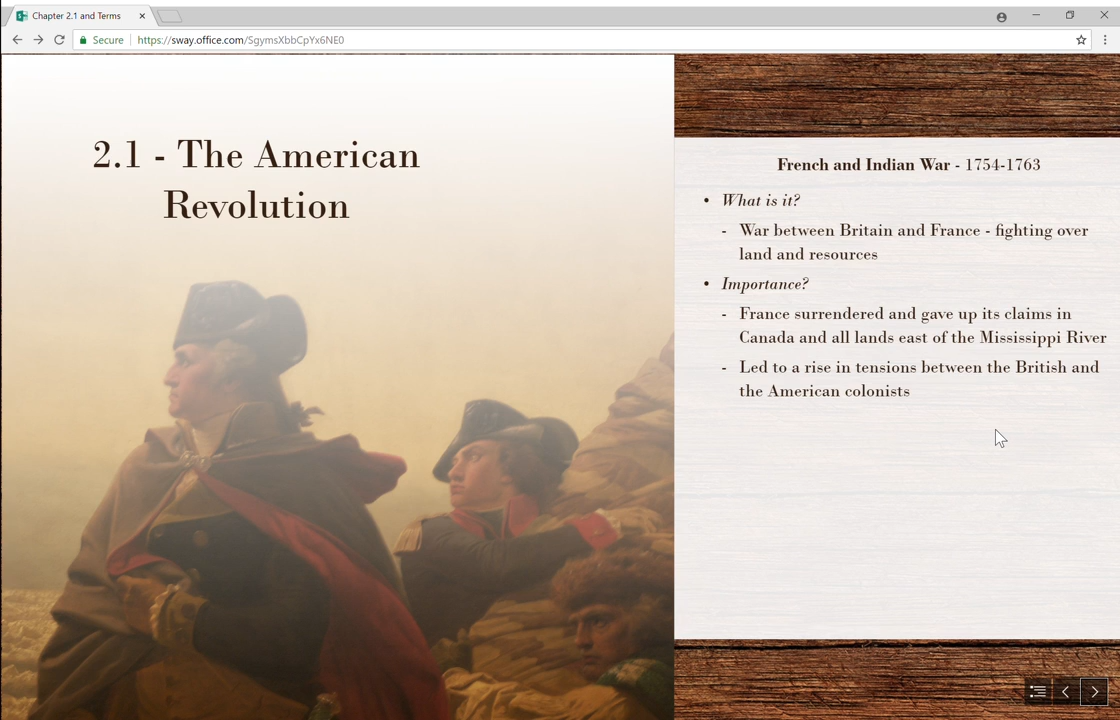 Chapter 2.1 and Terms
Secure
https://sway.office.com/SgymsXbbCpYx6NE0
2.1 - The American
Revolution
French and Indian War - 1754-1763
• What is it?
- War between Britain and France - fighting over
land and resources
• Importance?
- France surrendered and gave up its claims in
Canada and all lands east of the Mississippi River
- Led to a rise in tensions between the British and
the American colonists